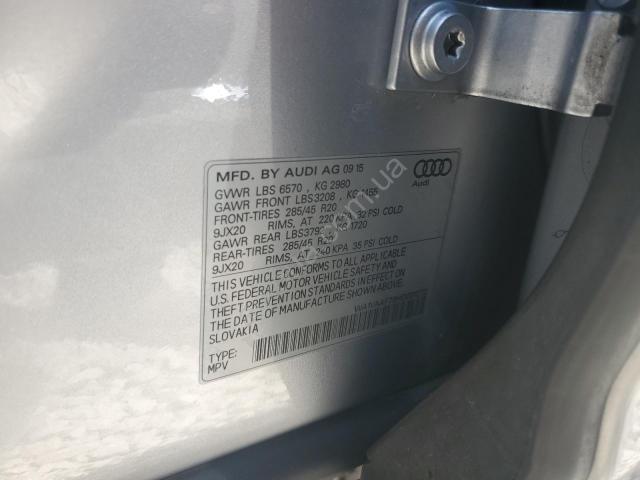 MFD. BY AUDI AG 09 15
GVWR LBS 6570 , KG 2980
GAWR FRONT LBS3208 , KG 1455
FRONT-TIRES 285/45 R20
9JX20 RIMS, AT 220 KPA 32 PSI COLD
GAWR REAR LBS3792 KG 1720
REAR-TIRES 285/45 R20
9JX20 RIMS, AT 240 KPA 35 PSI COLD
THIS VEHICLE CONFORMS TO ALL APPLICABLE
U.S. FEDERAL MOTOR VEHICLE SAFETY AND
THEFT PREVENTION STANDARDS IN EFFECT ON
THE DATE OF MANUFACTURE SHOWN ABOVE
SLOVAKIA
TYPE:
MPV
Audi